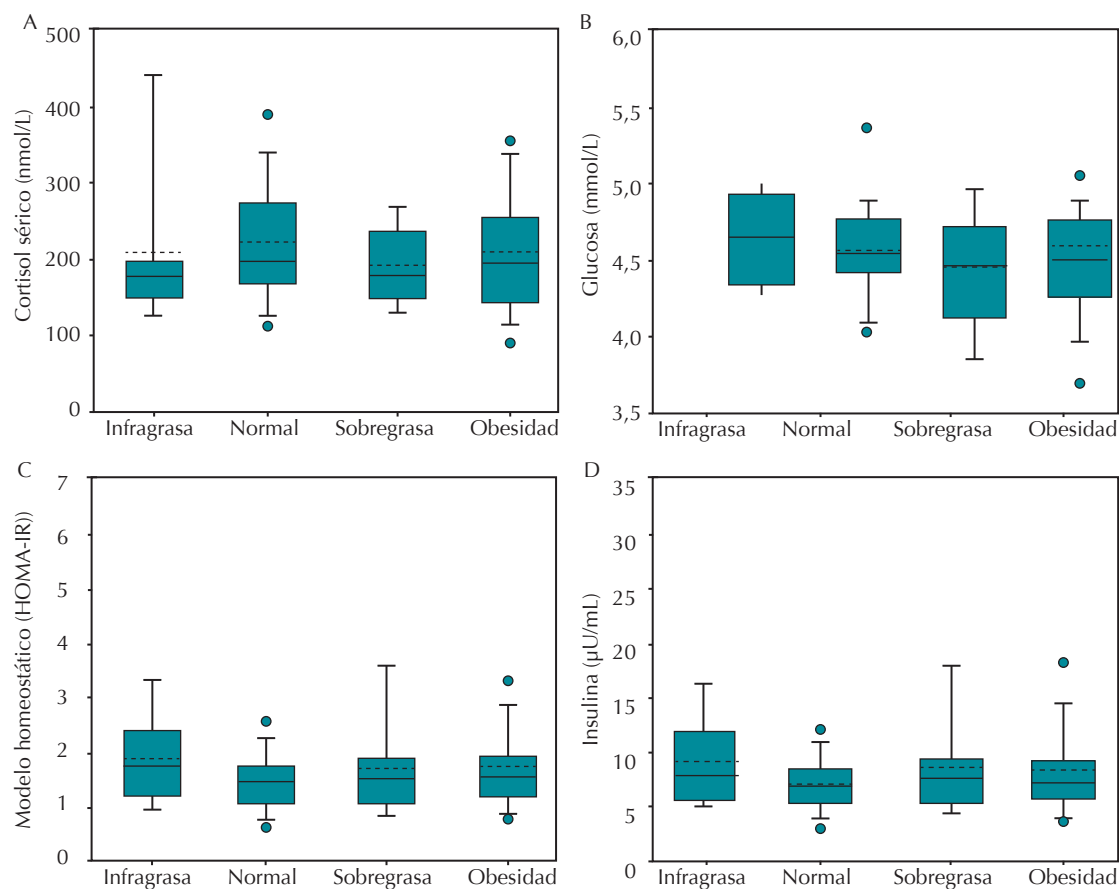 A
Cortisol sérico (nmol/L)
500
400
300
200
100
0
Infragrasa Normal Sobregrasa Obesidad
B
Glucosa (mmol/L)
6,0
5,5
5,0
4,5
4,0
3,5
Infragrasa Normal Sobregrasa Obesidad
C
Modelo homeostático (HOMA-IR))
7
6
5
4
3
2
1
0
Infragrasa Normal Sobregrasa Obesidad
D
Insulina (µU/mL)
35
30
25
20
15
10
5
0
Infragrasa Normal Sobregrasa Obesidad